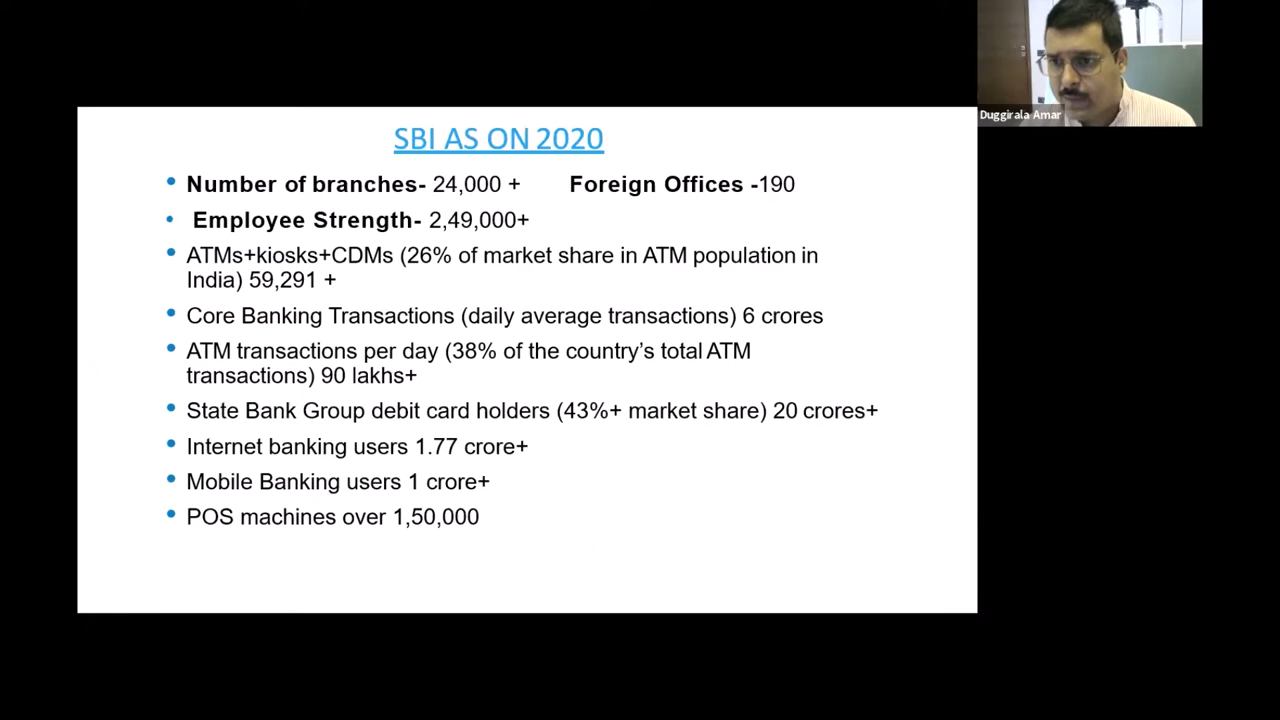 SBI AS ON 2020
Duggirala Amar
• Number of branches- 24,000 + Foreign Offices -190
• Employee Strength- 2,49,000+
• ATMs+kiosks+CDMs (26% of market share in ATM population in
India) 59,291 +
• Core Banking Transactions (daily average transactions) 6 crores
• ATM transactions per day (38% of the country’s total ATM
transactions) 90 lakhs+
• State Bank Group debit card holders (43%+ market share) 20 crores+
• Internet banking users 1.77 crore+
• Mobile Banking users 1 crore+
• POS machines over 1,50,000